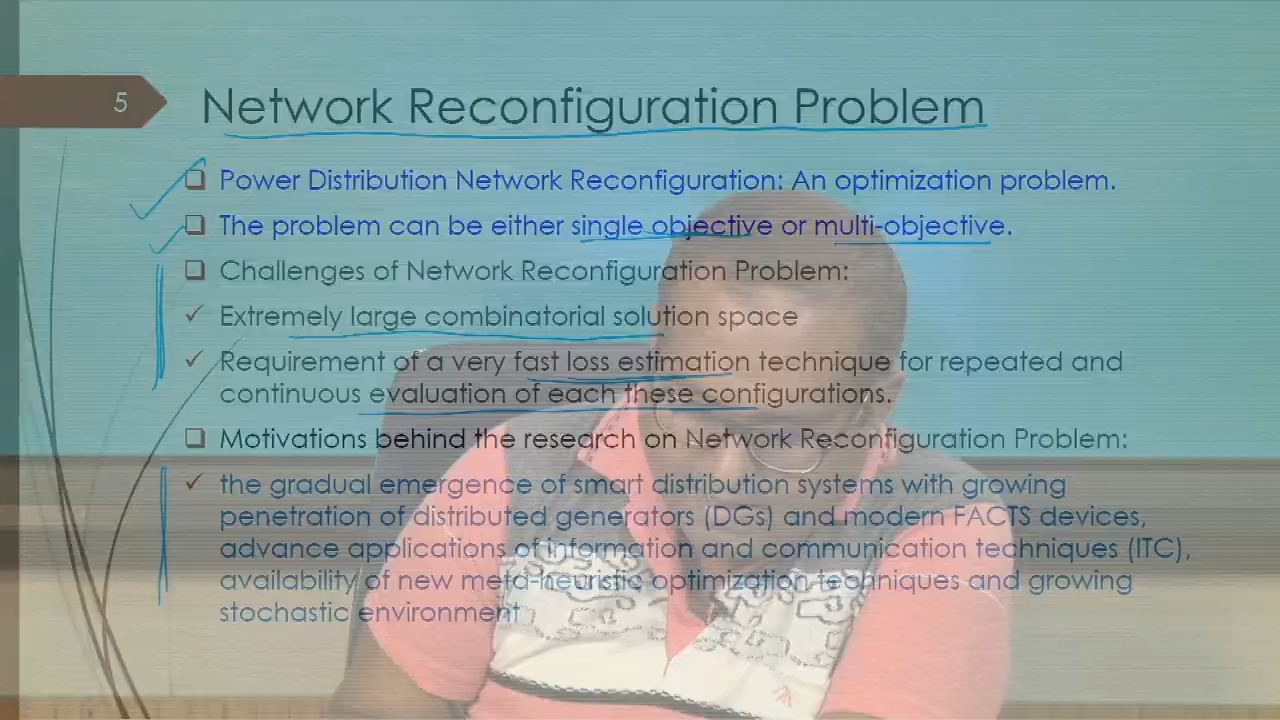 5
Network Reconfiguration Problem
❑ Power Distribution Network Reconfiguration: An optimization problem.
❑ The problem can be either single objective or multi-objective.
❑ Challenges of Network Reconfiguration Problem:
✓ Extremely large combinatorial solution space
✓ Requirement of a very fast loss estimation technique for repeated and
continuous evaluation of each these configurations.
❑ Motivations behind the research on Network Reconfiguration Problem:
✓ the gradual emergence of smart distribution systems with growing
penetration of distributed generators (DGs) and modern FACTS devices,
advance applications of information and communication techniques (ITC),
availability of new meta-heuristic optimization techniques and growing
stochastic environment